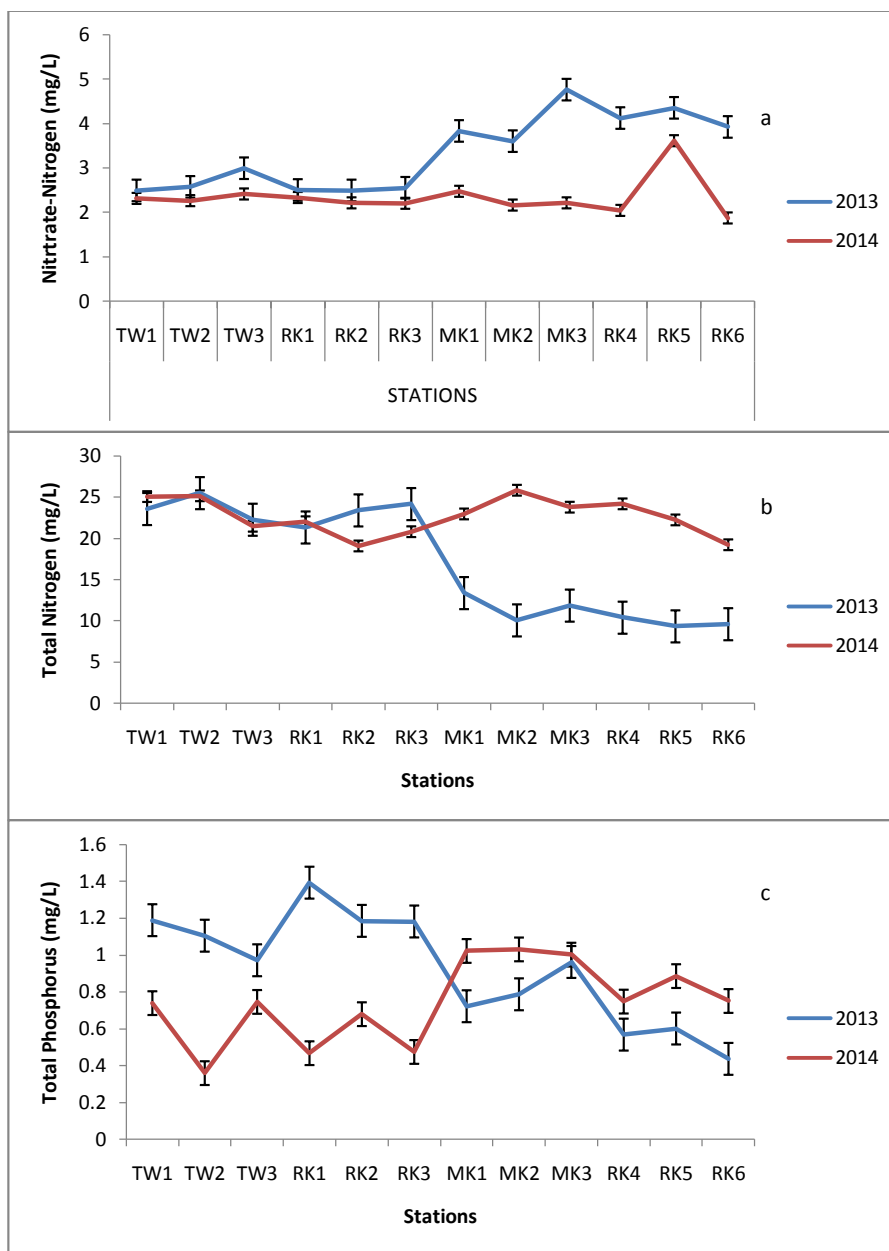 Nitrtrate-Nitrogen (mg/L)
6
5
4
3
2
1
0
a
2013
2014
TW1 TW2 TW3 RK1 RK2 RK3 MK1 MK2 MK3 RK4 RK5 RK6
STATIONS
Total Nitrogen (mg/L)
30
25
20
15
10
5
0
b
2013
2014
TW1 TW2 TW3 RK1 RK2 RK3 MK1 MK2 MK3 RK4 RK5 RK6
Stations
Total Phosphorus (mg/L)
1.6
1.4
1.2
1
0.8
0.6
0.4
0.2
0
c
2013
2014
TW1 TW2 TW3 RK1 RK2 RK3 MK1 MK2 MK3 RK4 RK5 RK6
Stations